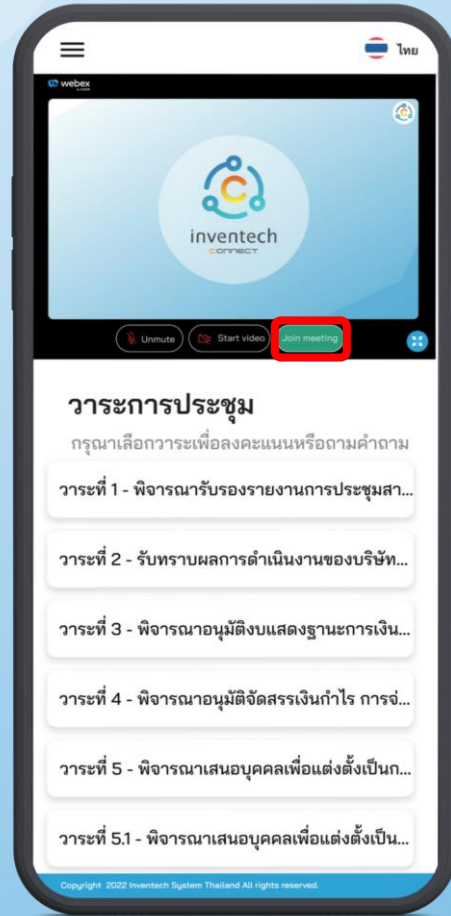 ไทย
webex
inventech
CONNECT
Unmute
Start video
Join meeting
วาระการประชุม
กรุณาเลือกวาระเพื่อลงคะแนนหรือถามคำถาม
วาระที่ 1 - พิจารณารับรองรายงานการประชุมสา...
วาระที่ 2 - รับทราบผลการดำเนินงานของบริษัท...
วาระที่ 3 - พิจารณาอนุมัติงบแสดงฐานะการเงิน...
วาระที่ 4 - พิจารณาอนุมัติจัดสรรเงินกำไร การจ่...
วาระที่ 5 - พิจารณาเสนอบุคคลเพื่อแต่งตั้งเป็นก...
วาระที่ 5.1 - พิจารณาเสนอบุคคลเพื่อแต่งตั้งเป็น...
Copyright 2022 Inventech System Thailand All rights reserved.